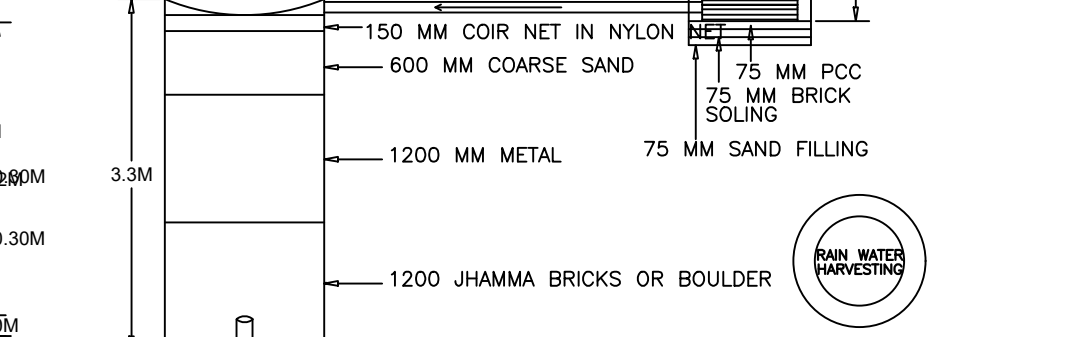 150 MM COIR NET IN NYLON NET
600 MM COARSE SAND
75 MM PCC
75 MM BRICK
SOLING
75 MM SAND FILLING
1200 MM METAL
3.3M
0.30M
RAIN WATER
HARVESTING
1200 JHAMMA BRICKS OR BOULDER